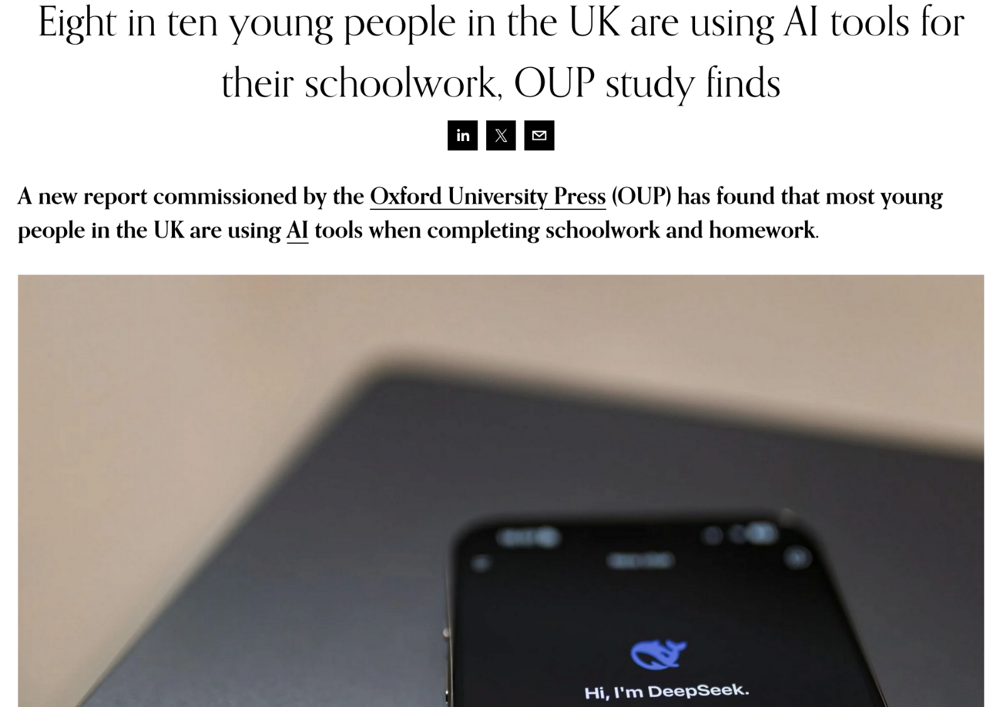 Eight in ten young people in the UK are using AI tools for
their schoolwork, OUP study finds
in
X
A new report commissioned by the Oxford University Press (OUP) has found that most young
people in the UK are using AI tools when completing schoolwork and homework.
Hi, I'm DeepSeek.